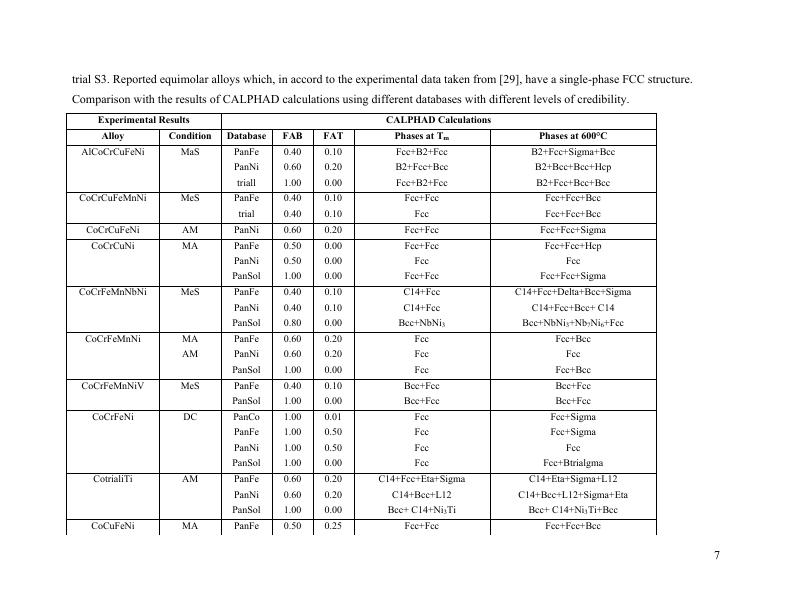 trial S3. Reported equimolar alloys which, in accord to the experimental data taken from [29], have a single-phase FCC structure.
Comparison with the results of CALPHAD calculations using different databases with different levels of credibility.
Experimental Results CALPHAD Calculations
Alloy Condition Database FAB FAT Phases at Tm Phases at 600°C
AlCoCrCuFeNi MaS PanFe 0.40 0.10 Fcc+B2+Fcc B2+Fcc+Sigma+Bcc
PanNi 0.60 0.20 B2+Fcc+Bcc B2+Bcc+Bcc+Hcp
trial1 1.00 0.00 Fcc+B2+Fcc B2+Fcc+Bcc+Bcc
CoCrCuFeMnNi MeS PanFe 0.40 0.10 Fcc+Fcc Fcc+Fcc+Bcc
trial 0.40 0.10 Fcc Fcc+Fcc+Bcc
CoCrCuFeNi AM PanNi 0.60 0.20 Fcc+Fcc Fcc+Fcc+Sigma
CoCrCuNi MA PanFe 0.50 0.00 Fcc+Fcc Fcc+Fcc+Hcp
PanNi 0.50 0.00 Fcc Fcc
PanSol 1.00 0.00 Fcc+Fcc Fcc+Fcc+Sigma
CoCrFeMnNbNi MeS PanFe 0.40 0.10 C14+Fcc C14+Fcc+Delta+Bcc+Sigma
PanNi 0.40 0.10 C14+Fcc C14+Fcc+Bcc+ C14
PanSol 0.80 0.00 Bcc+NbNi3 Bcc+NbNi3+Nb7Ni6+Fcc
CoCrFeMnNi MA PanFe 0.60 0.20 Fcc Fcc+Bcc
AM PanNi 0.60 0.20 Fcc Fcc
PanSol 1.00 0.00 Fcc Fcc+Bcc
CoCrFeMnNiV MeS PanFe 0.40 0.10 Bcc+Fcc Bcc+Fcc
PanSol 1.00 0.00 Bcc+Fcc Bcc+Fcc
CoCrFeNi DC PanCo 1.00 0.01 Fcc Fcc+Sigma
PanFe 1.00 0.50 Fcc Fcc+Sigma
PanNi 1.00 0.50 Fcc Fcc
PanSol 1.00 0.00 Fcc Fcc+Btrialgma
CotrialiTi AM PanFe 0.60 0.20 C14+Fcc+Eta+Sigma C14+Eta+Sigma+L12
PanNi 0.60 0.20 C14+Bcc+L12 C14+Bcc+L12+Sigma+Eta
PanSol 1.00 0.00 Bcc+ C14+Ni3Ti Bcc+ C14+Ni3Ti+Bcc
CoCuFeNi MA PanFe 0.50 0.25 Fcc+Fcc Fcc+Fcc+Bcc
7